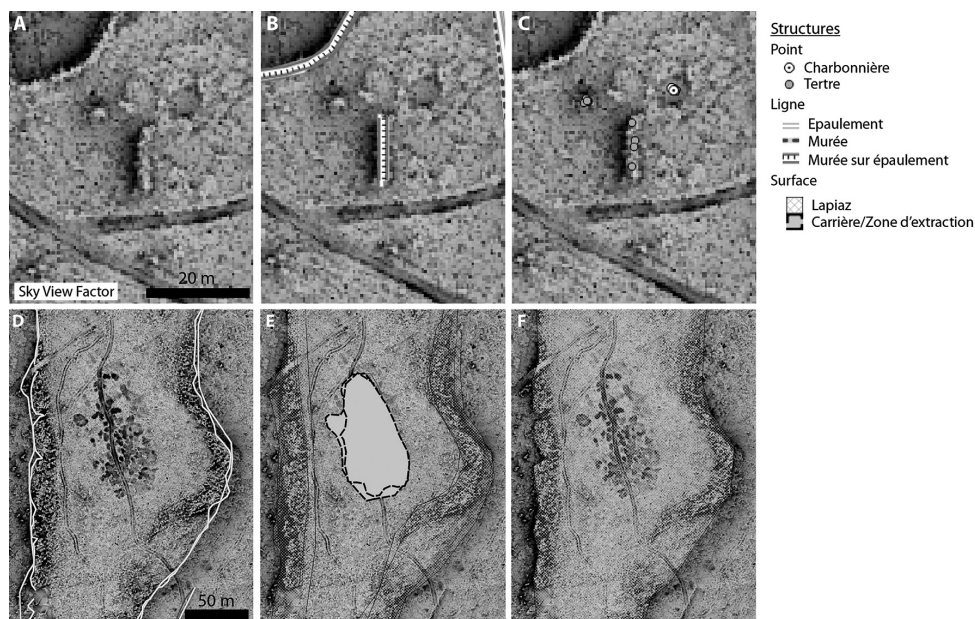 A
B
C
Sky View Factor
20 m
D
E
F
50 m
Structures
Point
Charbonnière
Tertre
Ligne
Epaulement
Murée
Murée sur épaulement
Surface
Lapiaz
Carrière/Zone d'extraction